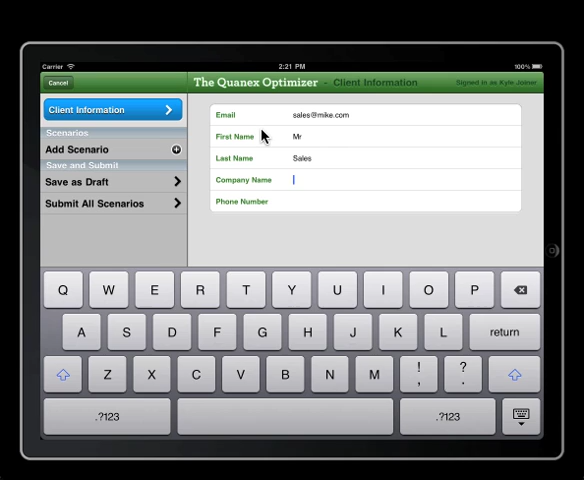 Carrier 2:21 PM 100%
Cancel The Quanex Optimizer - Client Information Signed in as Kyle Joiner
Client Information
Scenarios
Add Scenario
Save and Submit
Save as Draft
Submit All Scenarios
Email sales@mike.com
First Name Mr
Last Name Sales
Company Name
Phone Number
Q W E R T Y U I O P
A S D F G H J K L return
Z X C V B N M ! , ? .
.?123 .?123